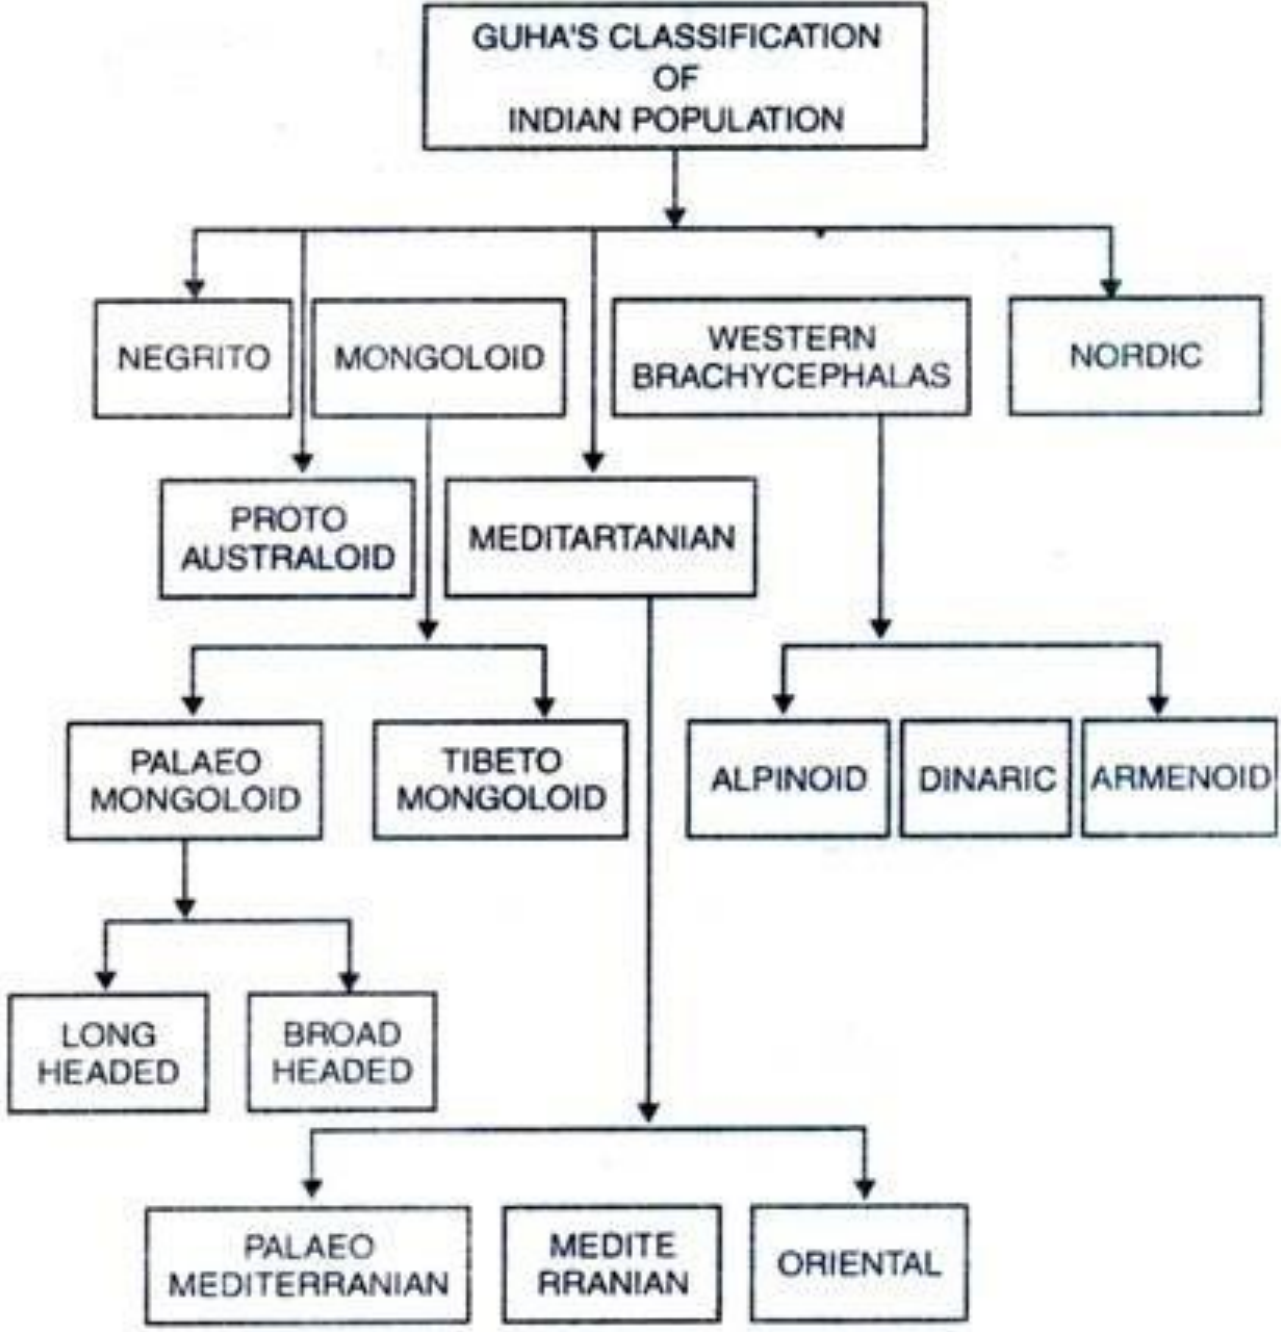 GUHA'S CLASSIFICATION
OF
INDIAN POPULATION
NEGRITO
MONGOLOID
WESTERN
BRACHYCEPHALAS
NORDIC
PROTO
AUSTRALOID
MEDITARTANIAN
PALAEO
MONGOLOID
TIBETO
MONGOLOID
ALPINOID
DINARIC
ARMENOID
LONG
HEADED
BROAD
HEADED
PALAEO
MEDITERRANIAN
MEDITE
RRANIAN
ORIENTAL